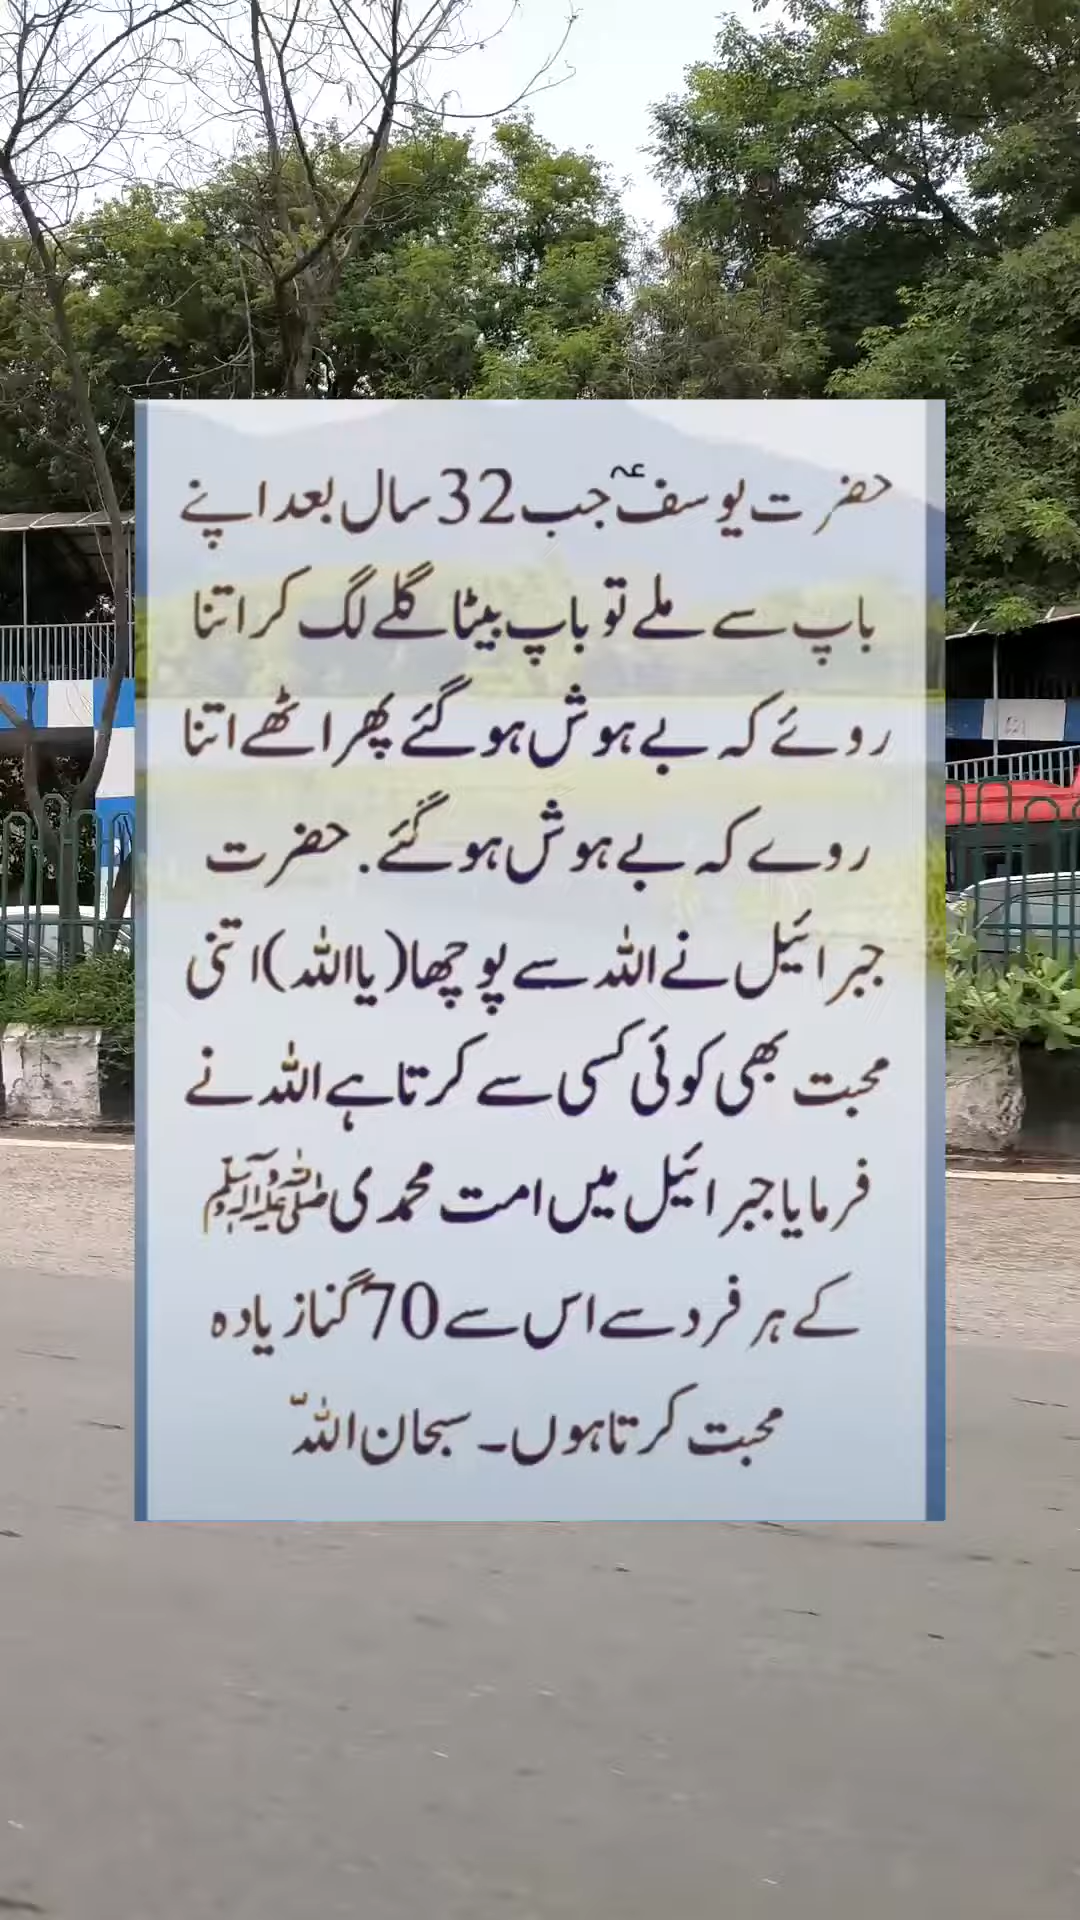 حضرت یوسفؑ جب 32 سال بعد اپنے
باپ سے ملے تو باپ بیٹا گلے لگ کر اتنا
روئے کہ بے ہوش ہو گئے پھر اٹھے اتنا
روے کہ بے ہوش ہو گئے. حضرت
جبرائیل نے اللہ سے پوچھا (یا اللہ) اتنی
محبت بھی کوئی کسی سے کرتا ہے اللہ نے
فرمایا جبرائیل میں امت محمدی ﷺ
کے ہر فرد سے اس سے 70 گنا زیادہ
محبت کرتا ہوں۔ سبحان اللہّ